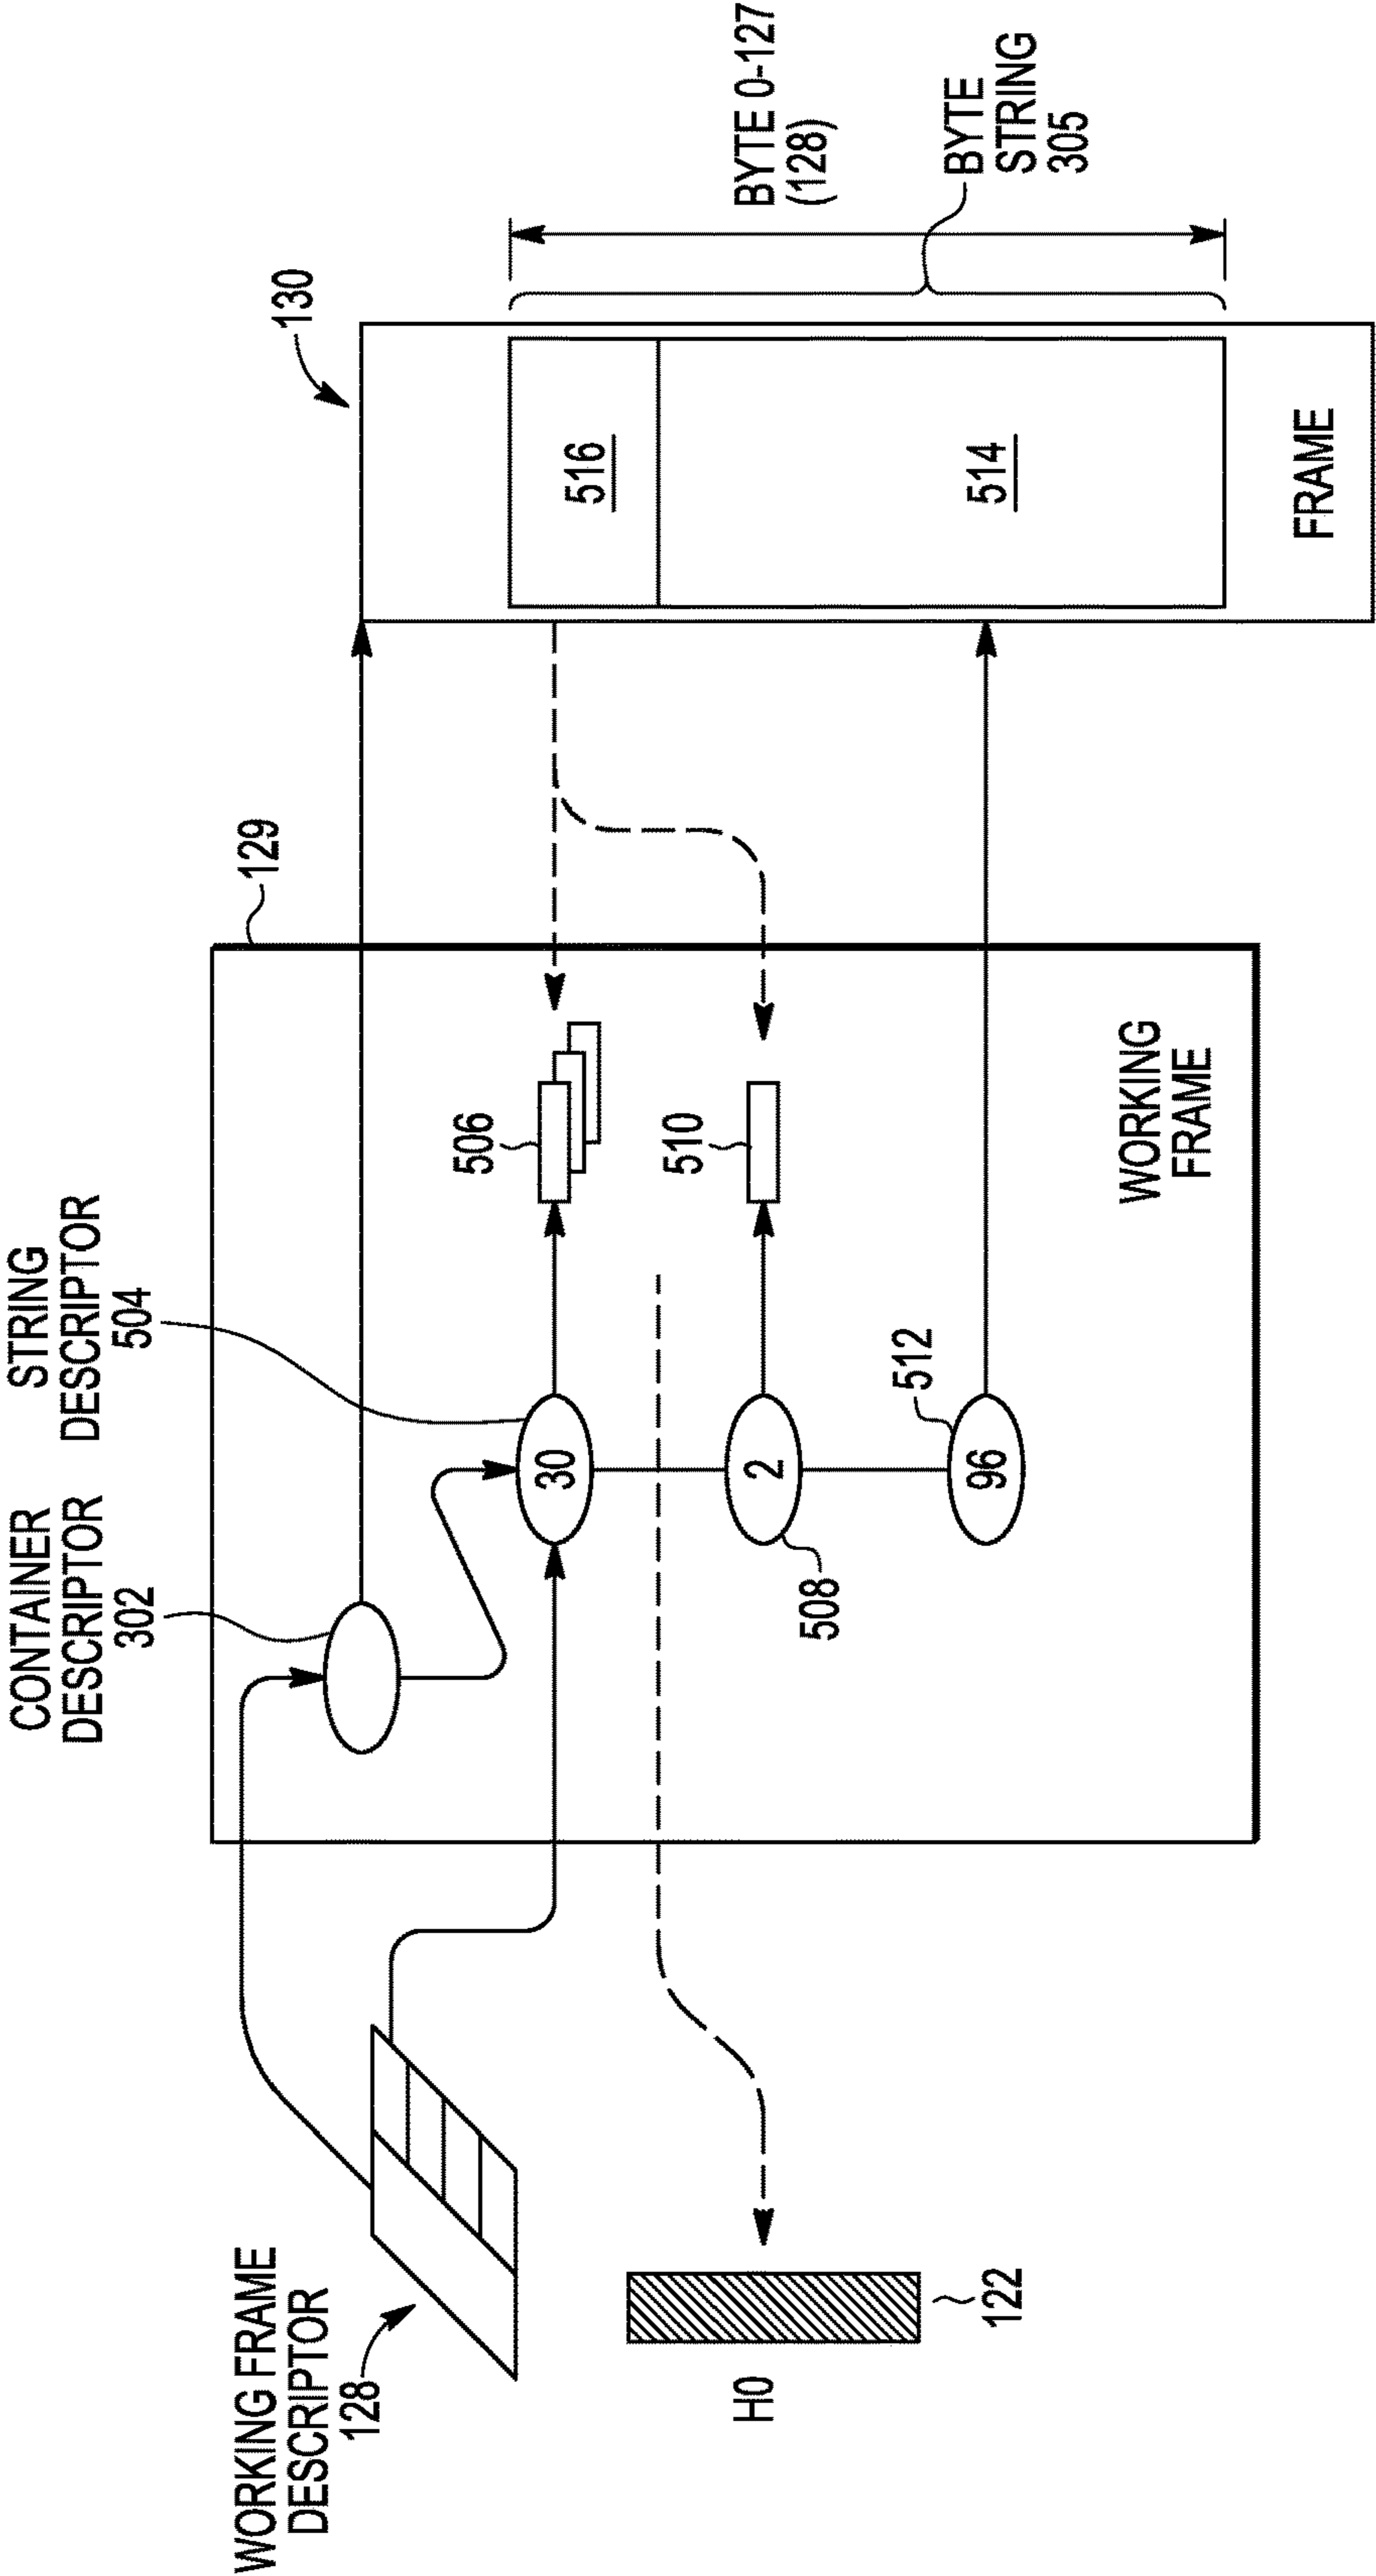 WORKING FRAME
DESCRIPTOR
128
CONTAINER
DESCRIPTOR
302
STRING
DESCRIPTOR
504
129
130
506
30
510
2
508
512
96
WORKING
FRAME
516
514
FRAME
BYTE 0-127
(128)
BYTE
STRING
305
H0
122